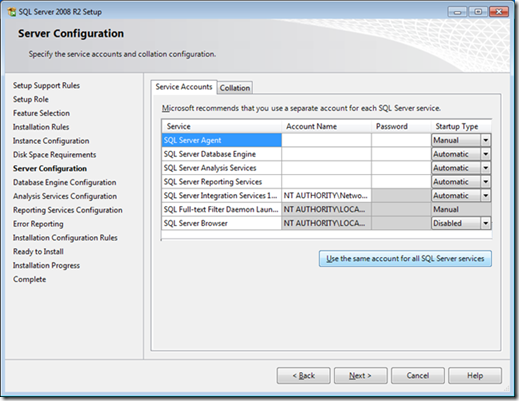 SQL Server 2008 R2 Setup
Server Configuration
Specify the service accounts and collation configuration.
Setup Support Rules
Setup Role
Feature Selection
Installation Rules
Instance Configuration
Disk Space Requirements
Server Configuration
Database Engine Configuration
Analysis Services Configuration
Reporting Services Configuration
Error Reporting
Installation Configuration Rules
Ready to Install
Installation Progress
Complete
Service Accounts Collation
Microsoft recommends that you use a separate account for each SQL Server service.
Service Account Name Password Startup Type
SQL Server Agent Manual
SQL Server Database Engine Automatic
SQL Server Analysis Services Automatic
SQL Server Reporting Services Automatic
SQL Server Integration Services 1... NT AUTHORITY\Netwo... Automatic
SQL Full-text Filter Daemon Laun... NT AUTHORITY\LOCA... Manual
SQL Server Browser NT AUTHORITY\LOCA... Disabled
Use the same account for all SQL Server services
< Back Next > Cancel Help